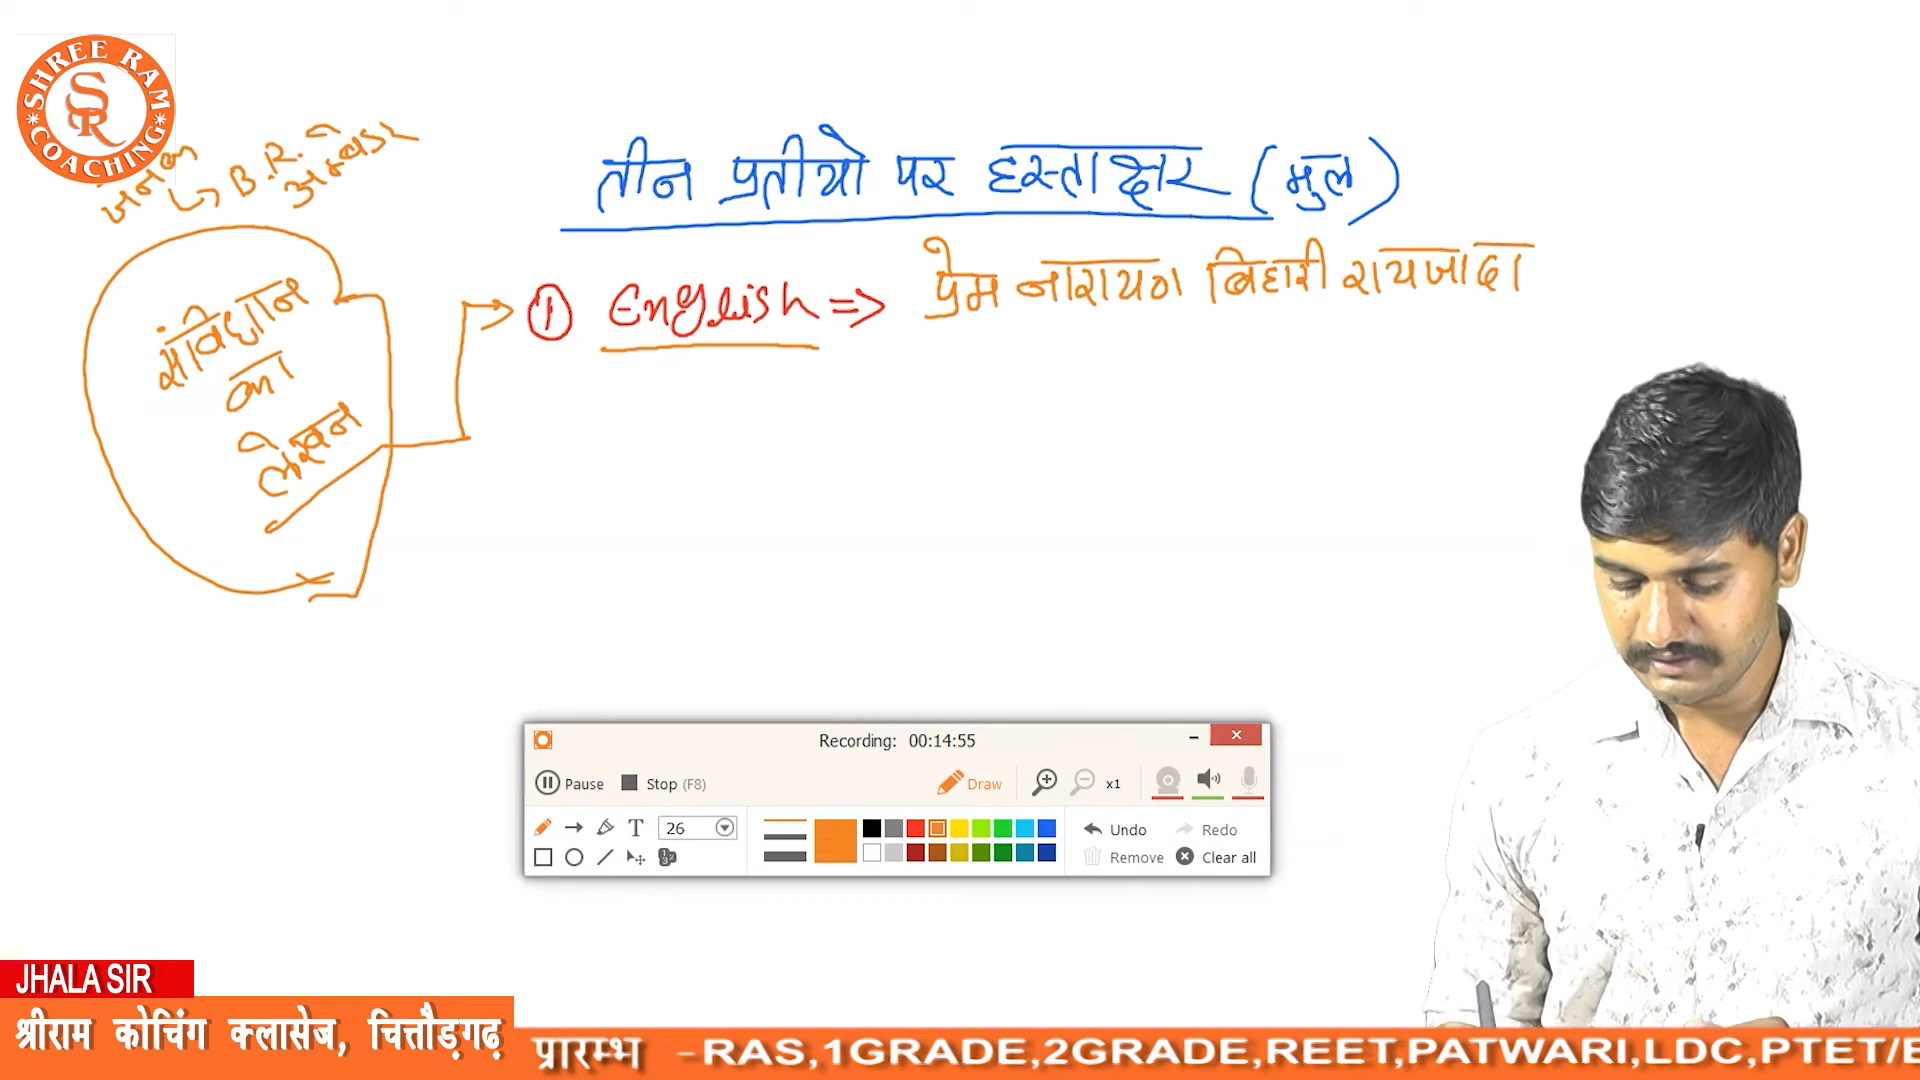 SHREE RAM
SR
COACHING
जनक
↳ B.R.
अम्बेडर
तीन प्रतीयो पर हस्ताक्षर (मुल)
① English => प्रेम नारायण बिहारी रायजादा
संविधान
का
लेखन
Recording: 00:14:55
Pause Stop (F8) Draw x1
T 26 Undo Redo
Remove Clear all
JHALA SIR
श्रीराम कोचिंग क्लासेज, चित्तौड़गढ़
प्रारम्भ - RAS,1GRADE,2GRADE,REET,PATWARI,LDC,PTET/B